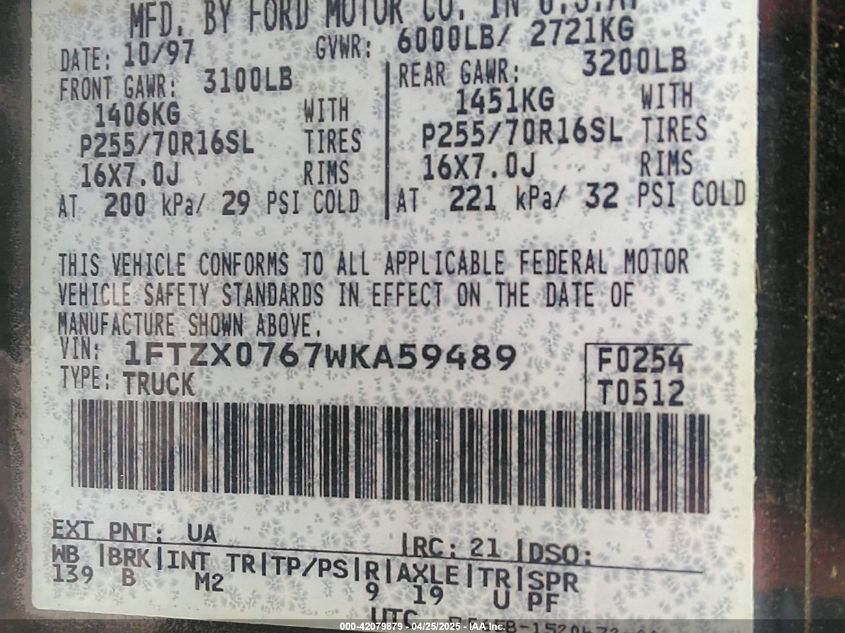 MFD. BY FORD MOTOR CO. IN U.S.A.
DATE: 10/97 GVWR: 6000LB/ 2721KG
FRONT GAWR: 3100LB REAR GAWR: 3200LB
1406KG WITH 1451KG WITH
P255/70R16SL TIRES P255/70R16SL TIRES
16X7.0J RIMS 16X7.0J RIMS
AT 200 kPa/ 29 PSI COLD AT 221 kPa/ 32 PSI COLD
THIS VEHICLE CONFORMS TO ALL APPLICABLE FEDERAL MOTOR
VEHICLE SAFETY STANDARDS IN EFFECT ON THE DATE OF
MANUFACTURE SHOWN ABOVE.
VIN: 1FTZX0767WKA59489 F0254
TYPE: TRUCK T0512
EXT PNT: UA |RC: 21 |DSO:
WB |BRK|INT TR|TP/PS|R|AXLE|TR|SPR
139 B M2 9 19 U PF
UTC
000-42079879 | 04/25/2025 - IAA Inc.